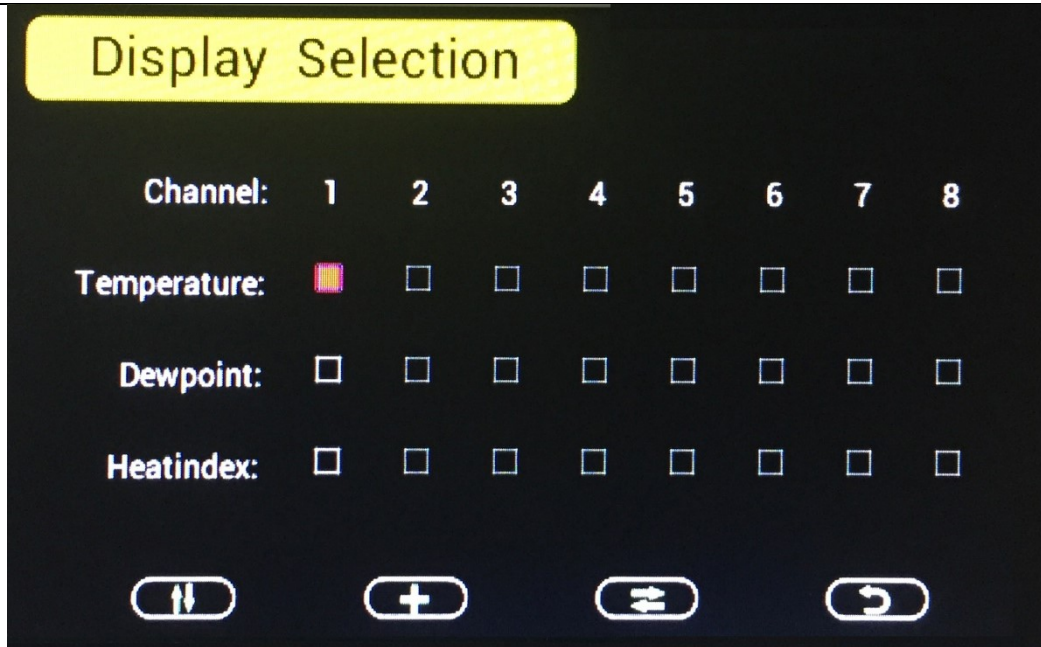 Display Selection
Channel: 1 2 3 4 5 6 7 8
Temperature:
Dewpoint:
Heatindex: